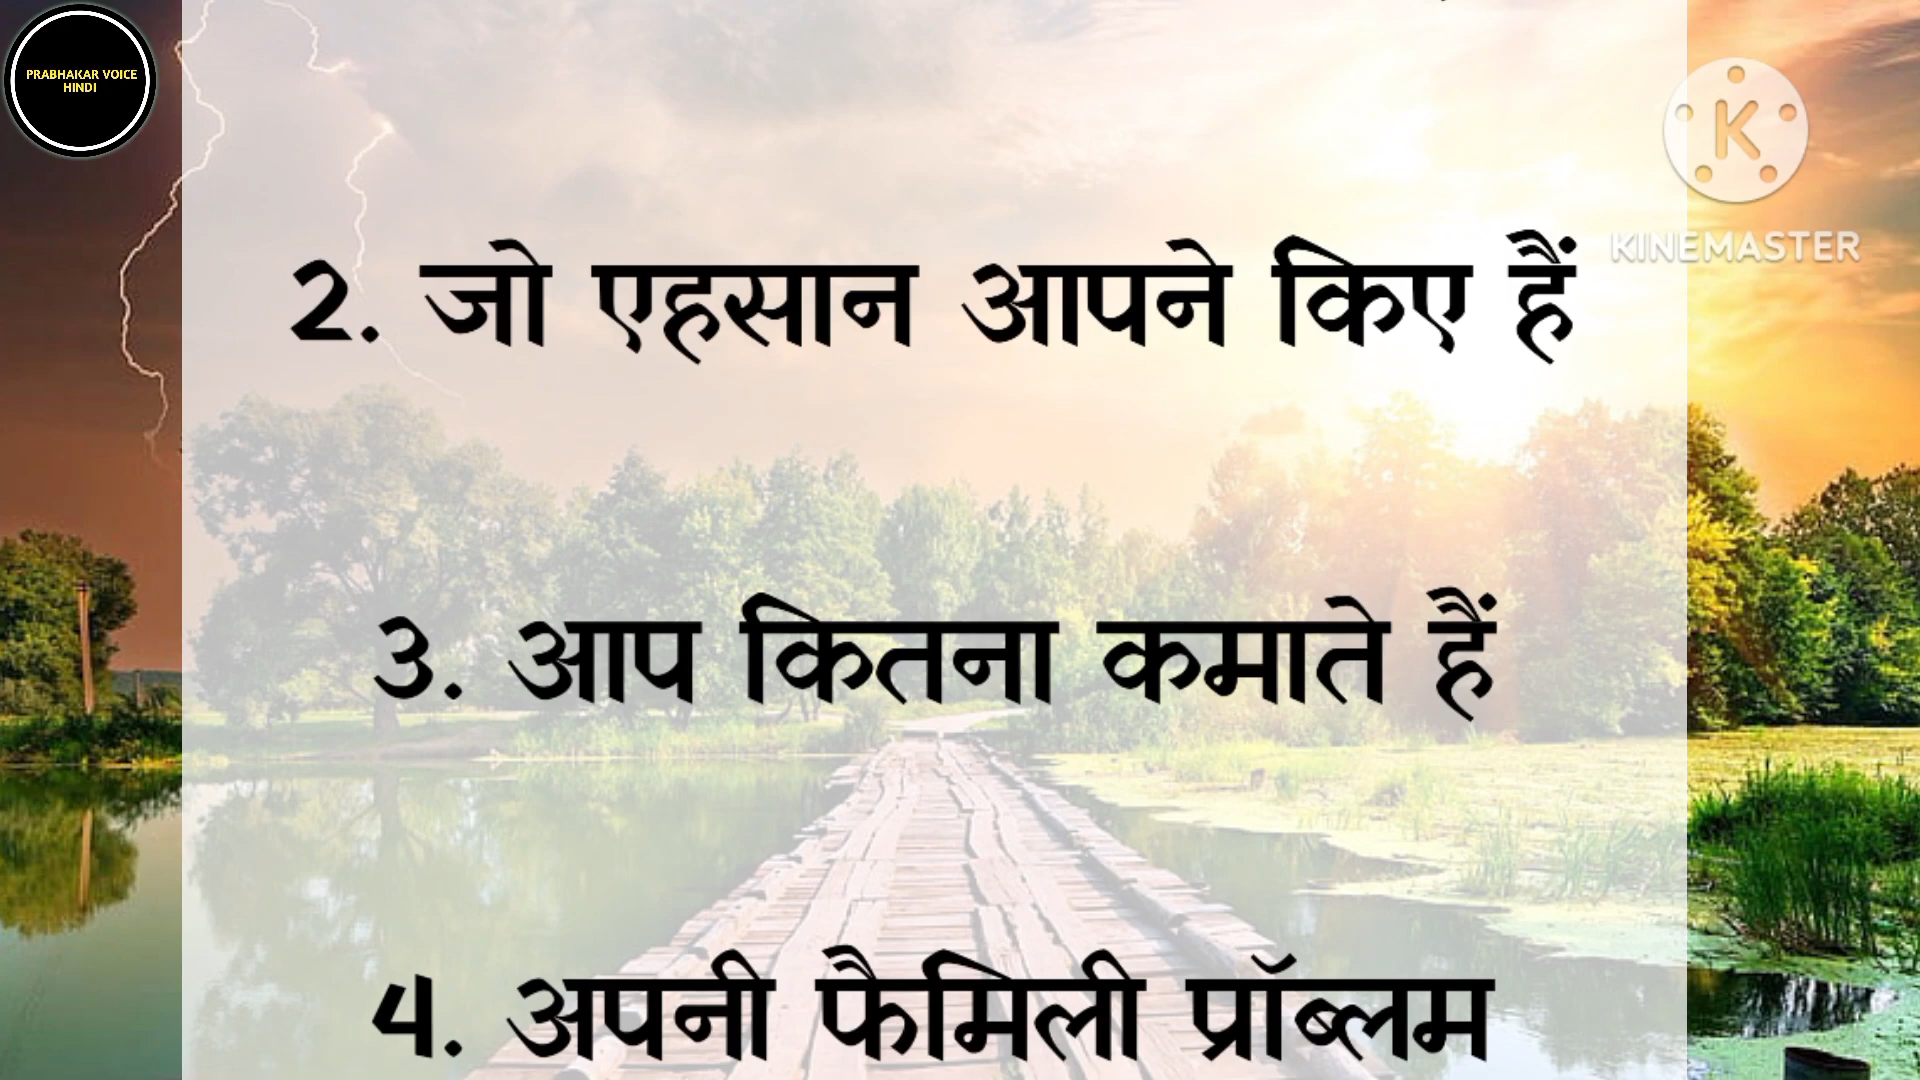 PRABHAKAR VOICE
HINDI
KINEMASTER
2. जो एहसान आपने किए हैं
3. आप कितना कमाते हैं
4. अपनी फैमिली प्रॉब्लम